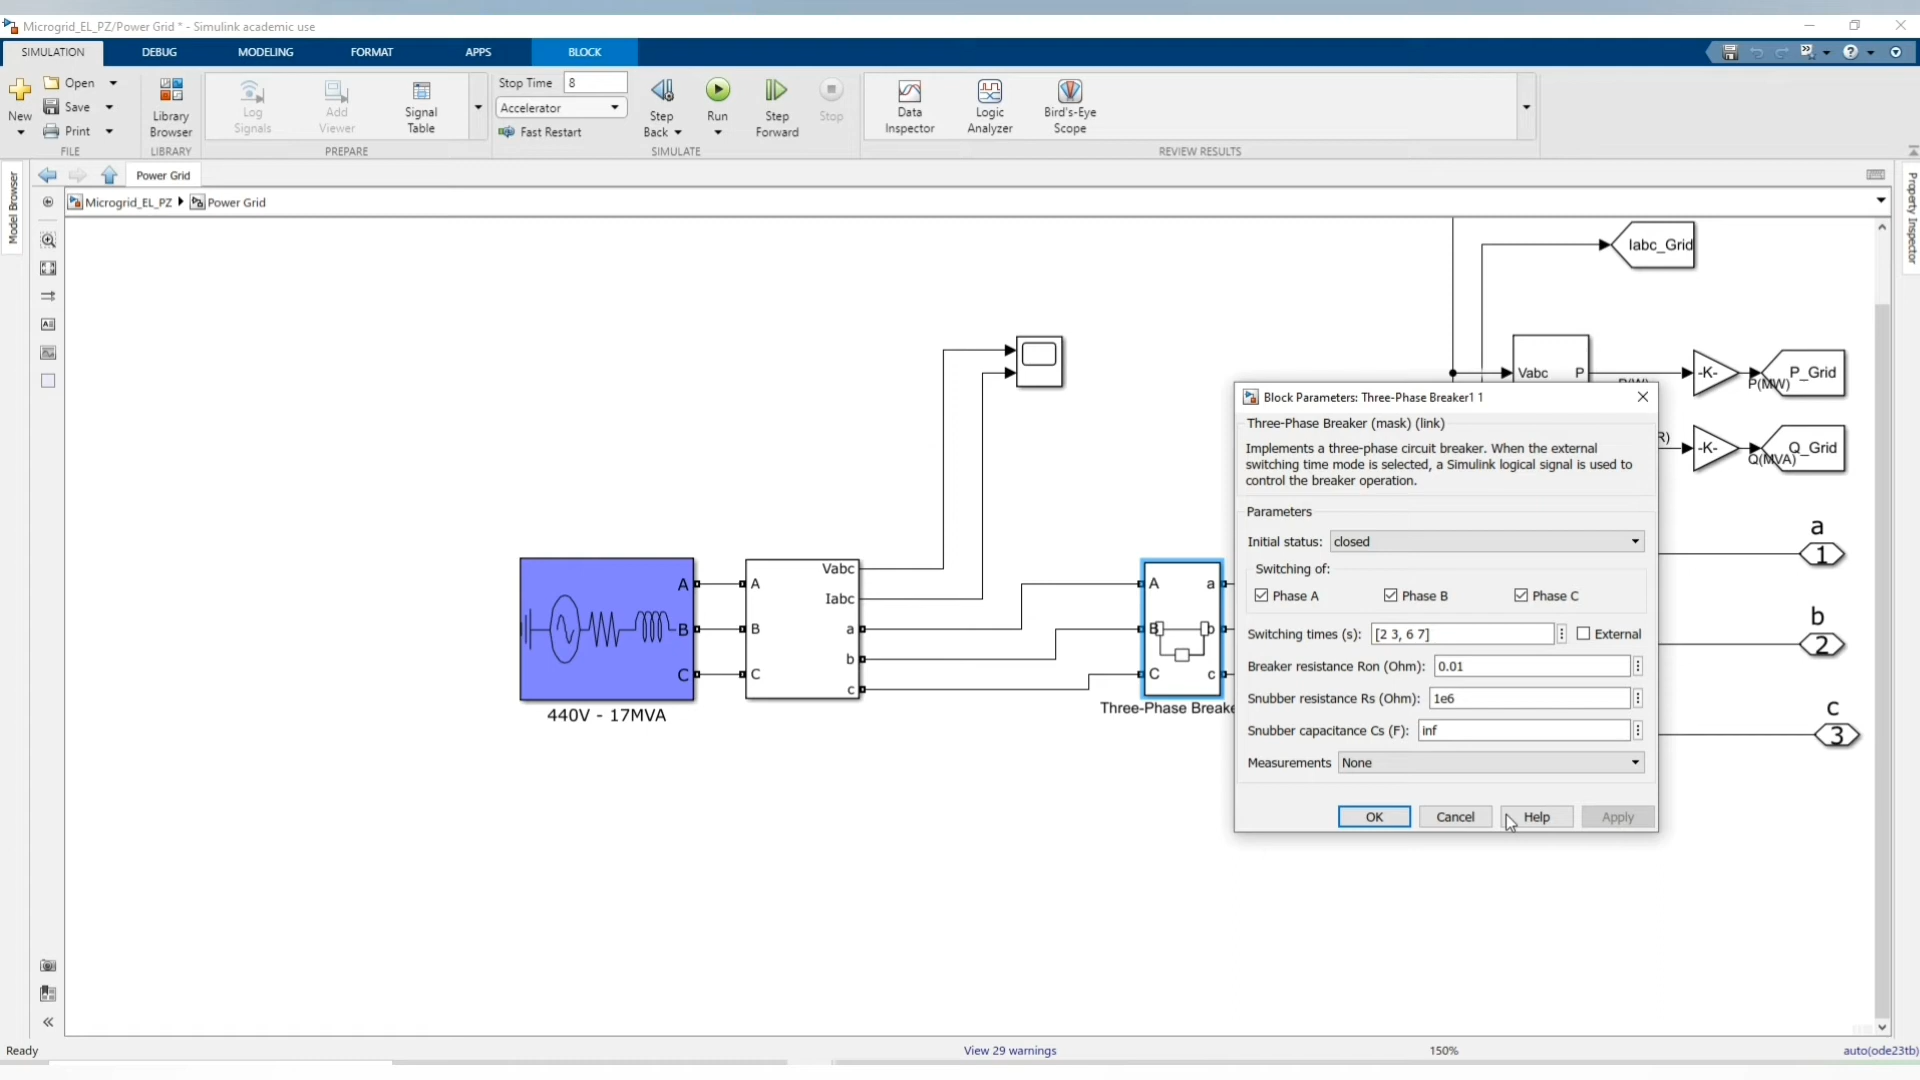 Microgrid_EL_PZ/Power Grid * - Simulink academic use
SIMULATION DEBUG MODELING FORMAT APPS BLOCK
New
Open
Save
Print
FILE
Library Browser
LIBRARY
Log Signals
Add Viewer
Signal Table
PREPARE
Stop Time 8
Accelerator
Fast Restart
Step Back
Run
Step Forward
Stop
SIMULATE
Data Inspector
Logic Analyzer
Bird's-Eye Scope
REVIEW RESULTS
Model Browser
Power Grid
Microgrid_EL_PZ Power Grid
Property Inspector
Iabc_Grid
Vabc P
-K-
P(MW)
P_Grid
-K-
Q(MVA)
Q_Grid
a
1
b
2
c
3
A
B
C
440V - 17MVA
A
B
C
Vabc
Iabc
a
b
c
A a
B b
C c
Three-Phase Breake
Block Parameters: Three-Phase Breaker1 1
Three-Phase Breaker (mask) (link)
Implements a three-phase circuit breaker. When the external
switching time mode is selected, a Simulink logical signal is used to
control the breaker operation.
Parameters
Initial status: closed
Switching of:
Phase A Phase B Phase C
Switching times (s): [2 3, 6 7] External
Breaker resistance Ron (Ohm): 0.01
Snubber resistance Rs (Ohm): 1e6
Snubber capacitance Cs (F): inf
Measurements None
OK Cancel Help Apply
Ready
View 29 warnings
150%
auto(ode23tb)